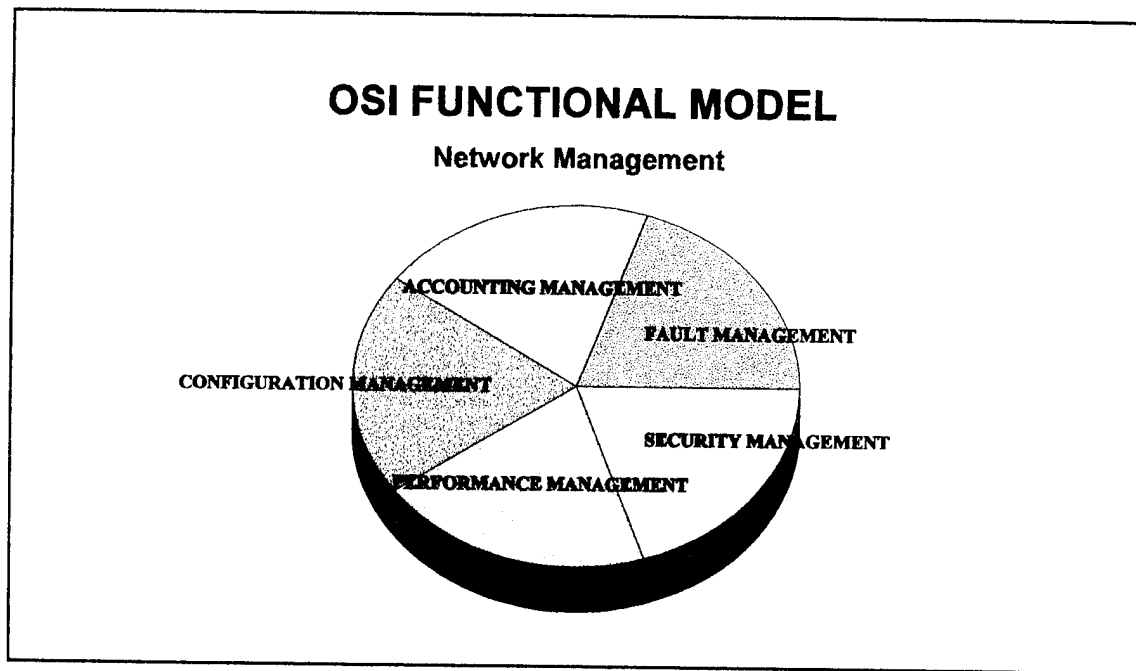 OSI FUNCTIONAL MODEL
Network Management
ACCOUNTING MANAGEMENT
FAULT MANAGEMENT
CONFIGURATION MANAGEMENT
SECURITY MANAGEMENT
PERFORMANCE MANAGEMENT